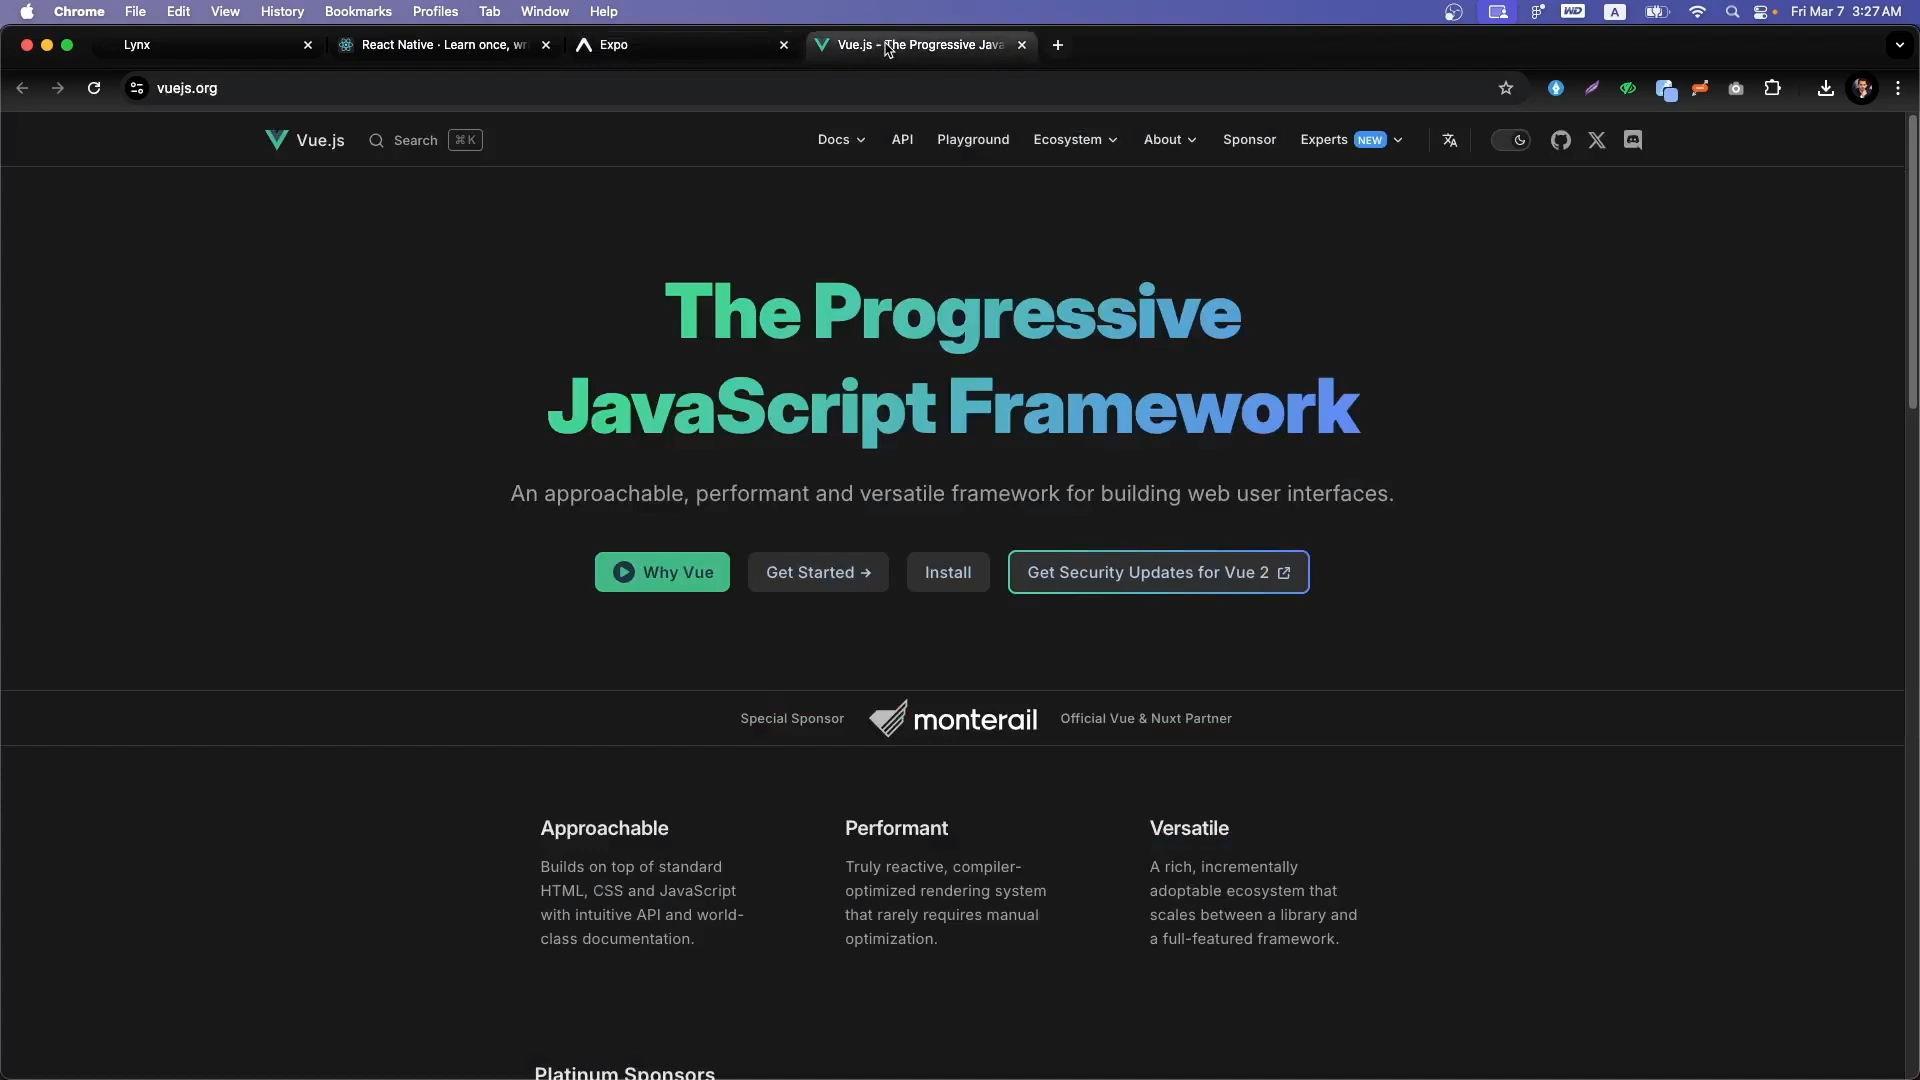 Chrome File Edit View History Bookmarks Profiles Tab Window Help WD A Fri Mar 7 3:27 AM
Lynx React Native · Learn once, wr Expo Vue.js - The Progressive Java
vuejs.org
Vue.js Search ⌘K Docs API Playground Ecosystem About Sponsor Experts NEW
The Progressive
JavaScript Framework
An approachable, performant and versatile framework for building web user interfaces.
Why Vue Get Started → Install Get Security Updates for Vue 2
Special Sponsor monterail Official Vue & Nuxt Partner
Approachable
Builds on top of standard
HTML, CSS and JavaScript
with intuitive API and world-
class documentation.
Performant
Truly reactive, compiler-
optimized rendering system
that rarely requires manual
optimization.
Versatile
A rich, incrementally
adoptable ecosystem that
scales between a library and
a full-featured framework.
Platinum Sponsors